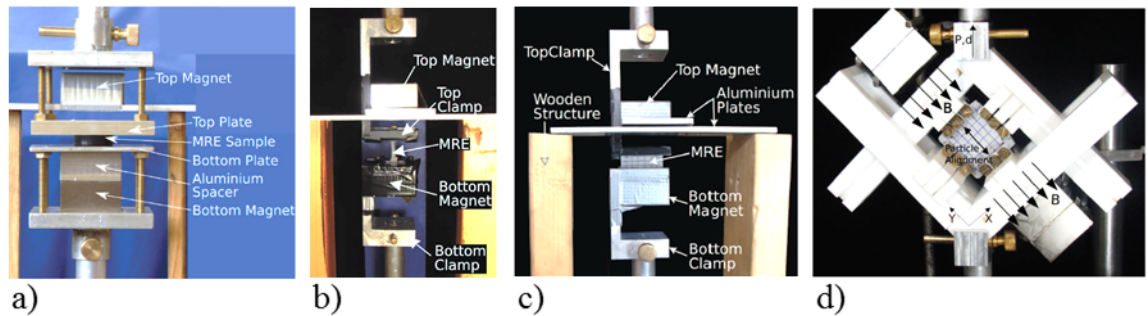 Top Magnet
Top Plate
MRE Sample
Bottom Plate
Aluminium
Spacer
Bottom Magnet
a)
Top Magnet
Top
Clamp
MRE
Bottom
Magnet
Bottom
Clamp
b)
TopClamp
Top Magnet
Wooden
Structure
Aluminium
Plates
MRE
Bottom
Magnet
Bottom
Clamp
c)
P,d
B
Particle
Alignment
B
Y
X
d)